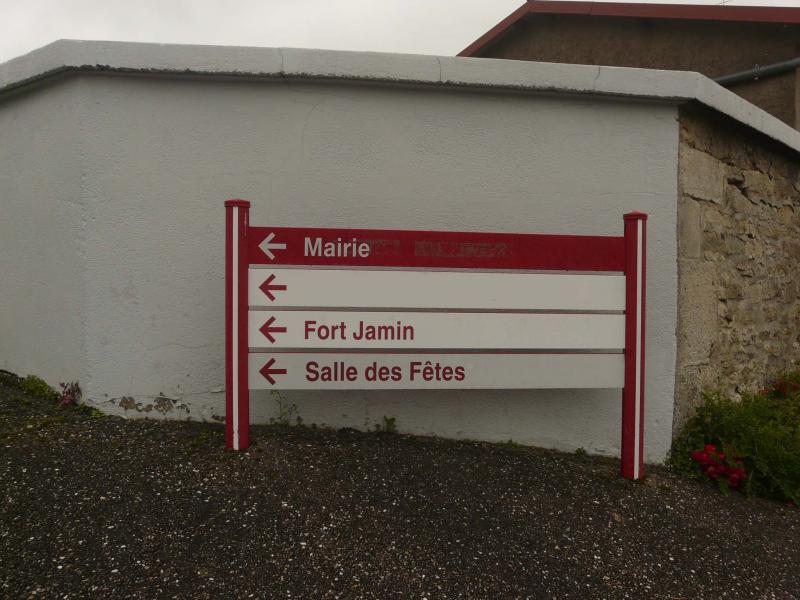 Mairie
Fort Jamin
Salle des Fêtes